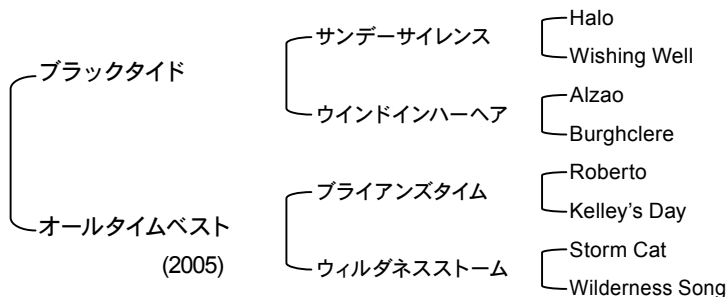 ブラックタイド
サンデーサイレンス
Halo
Wishing Well
ウインドインハーヘア
Alzao
Burghclere
オールタイムベスト
(2005)
ブライアンズタイム
Roberto
Kelley's Day
ウィルダネスストーム
Storm Cat
Wilderness Song